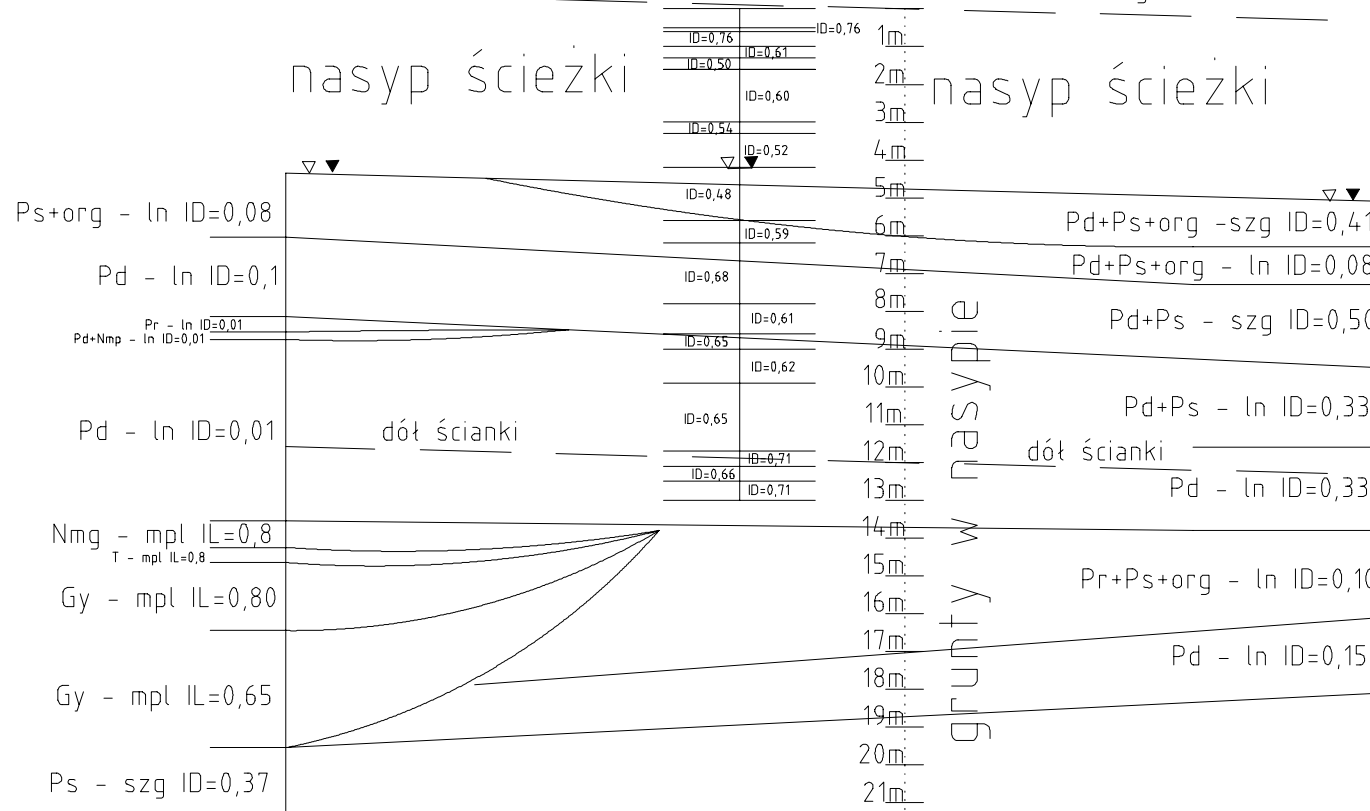 nasyp ścieżki
nasyp ścieżki
Ps+org - ln ID=0,08
Pd - ln ID=0,1
Pr - ln ID=0,01
Pd+Nmp - ln ID=0,01
Pd - ln ID=0,01
dół ścianki
Nmg - mpl IL=0,8
T - mpl IL=0,8
Gy - mpl IL=0,80
Gy - mpl IL=0,65
Ps - szg ID=0,37
ID=0,76
ID=0,76
ID=0,61
ID=0,50
ID=0,60
ID=0,54
ID=0,52
ID=0,48
ID=0,59
ID=0,68
ID=0,61
ID=0,65
ID=0,62
ID=0,65
ID=0,71
ID=0,66
ID=0,71
1m
2m
3m
4m
5m
6m
7m
8m
9m
10m
11m
12m
13m
14m
15m
16m
17m
18m
19m
20m
21m
grunty w nasypie
Pd+Ps+org -szg ID=0,41
Pd+Ps+org - ln ID=0,08
Pd+Ps - szg ID=0,50
Pd+Ps - ln ID=0,33
dół ścianki
Pd - ln ID=0,33
Pr+Ps+org - ln ID=0,10
Pd - ln ID=0,15